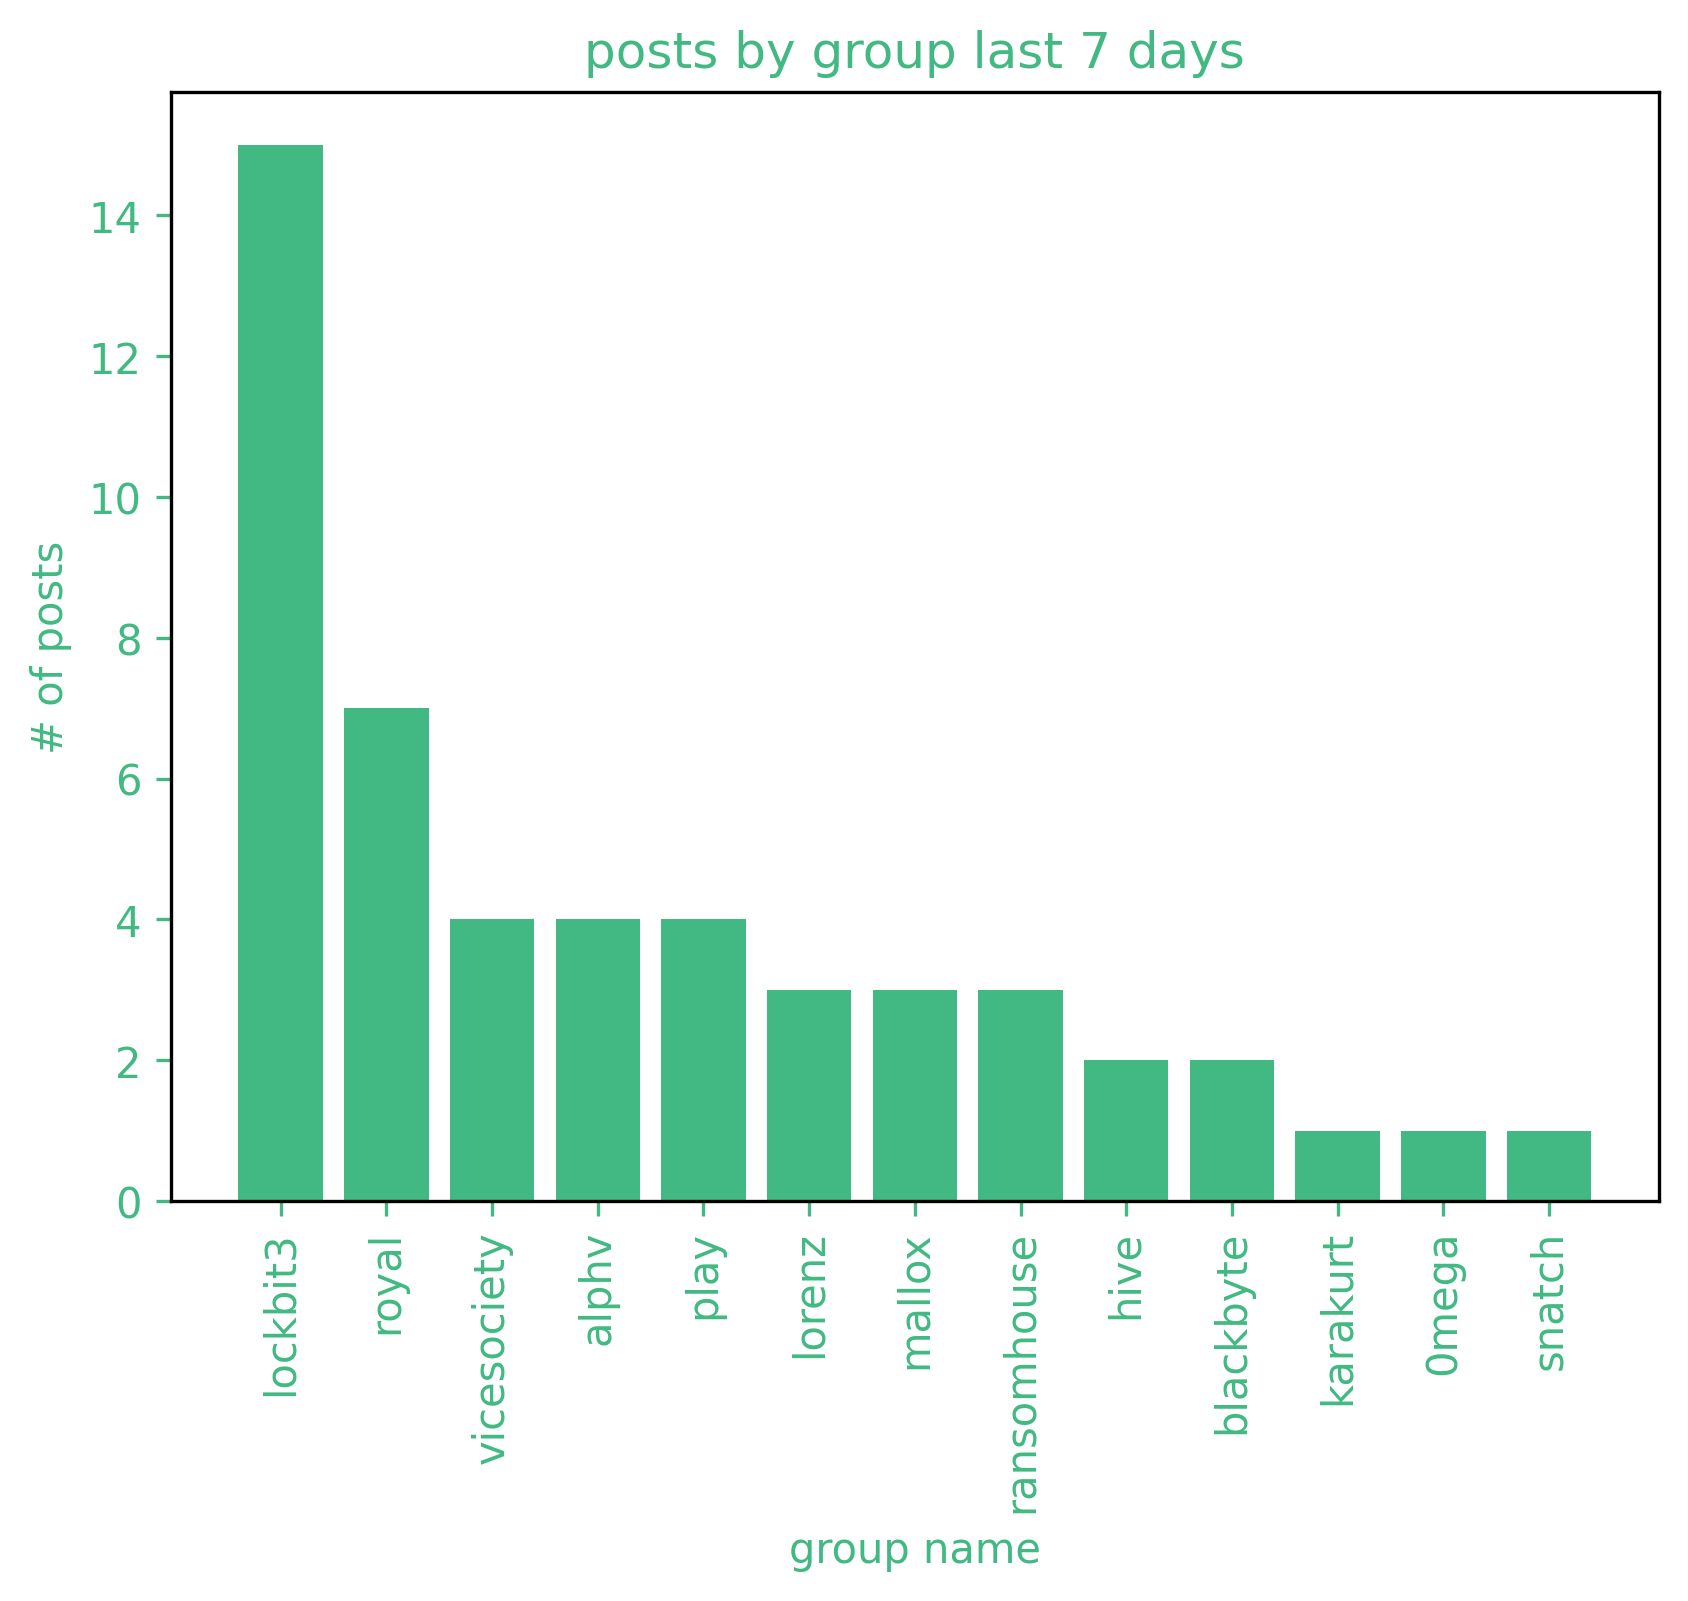 posts by group last 7 days
# of posts
14
12
10
8
6
4
2
0
lockbit3
royal
vicesociety
alphv
play
lorenz
mallox
ransomhouse
hive
blackbyte
karakurt
0mega
snatch
group name